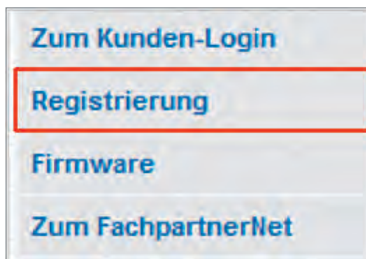 Zum Kunden-Login
Registrierung
Firmware
Zum FachpartnerNet